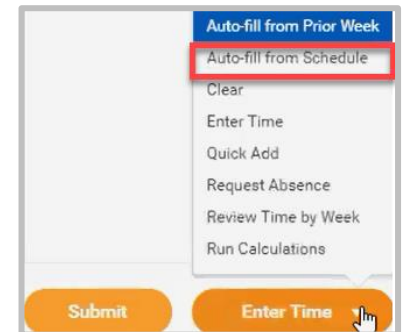 Auto-fill from Prior Week
Auto-fill from Schedule
Clear
Enter Time
Quick Add
Request Absence
Review Time by Week
Run Calculations
Submit
Enter Time